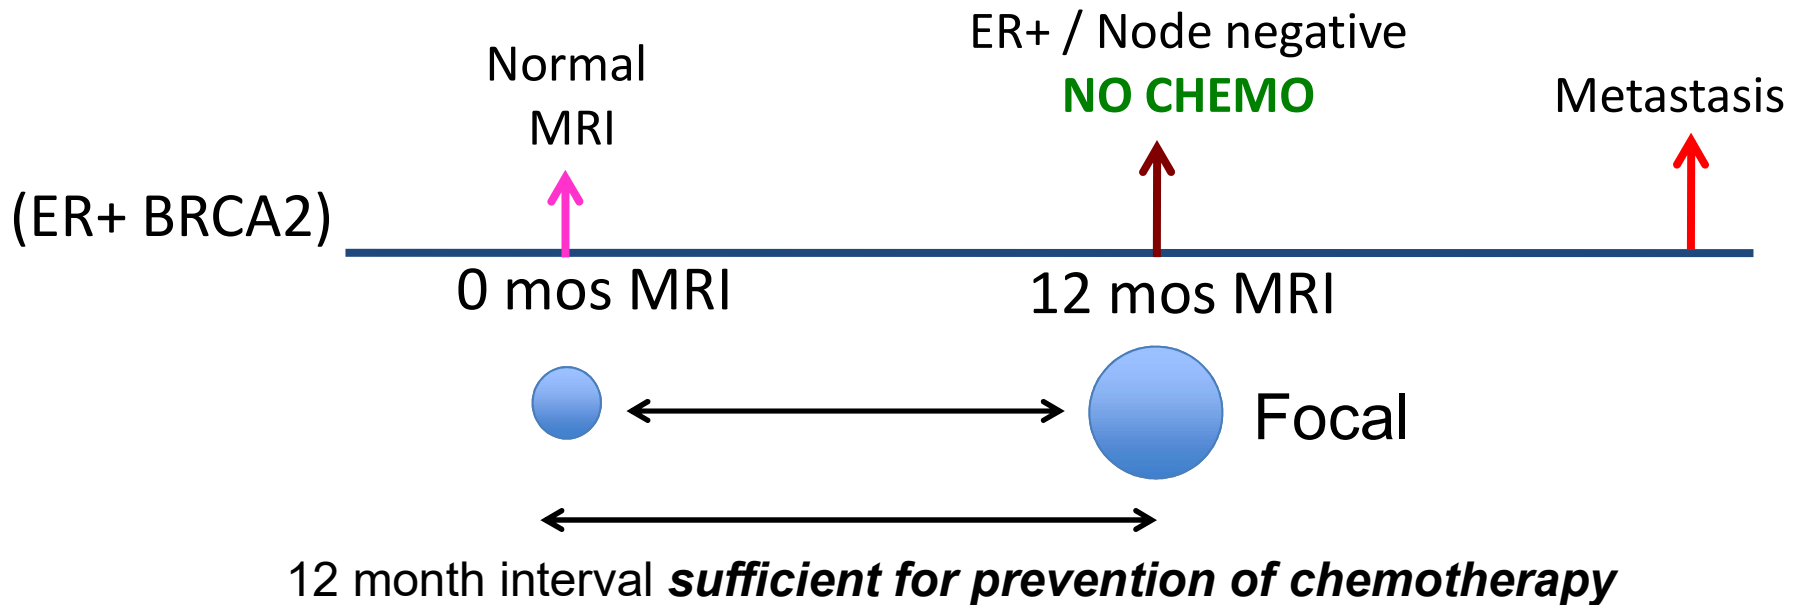 ER+ / Node negative
Normal
MRI
NO CHEMO
Metastasis
(ER+ BRCA2)
0 mos MRI
12 mos MRI
Focal
12 month interval sufficient for prevention of chemotherapy